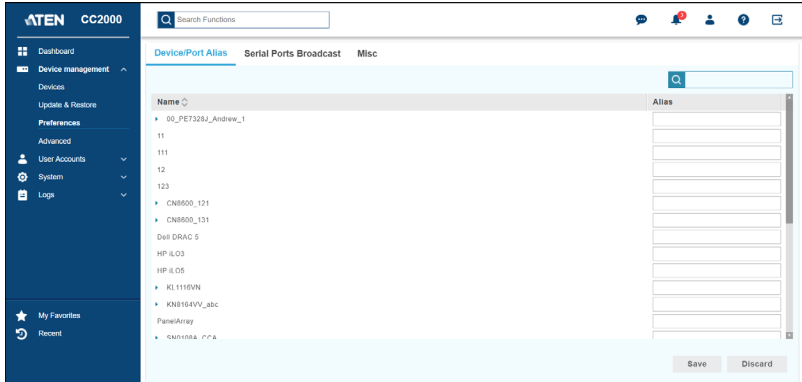 ATEN CC2000
Search Functions
3
Dashboard
Device management
Devices
Update & Restore
Preferences
Advanced
User Accounts
System
Logs
My Favorites
Recent
Device/Port Alias Serial Ports Broadcast Misc
Name Alias
00_PE7328J_Andrew_1
11
111
12
123
CN8600_121
CN8600_131
Dell DRAC 5
HP iLO3
HP iLO5
KL1116VN
KN8164VV_abc
PanelArray
SN0108A_CCA
Save Discard